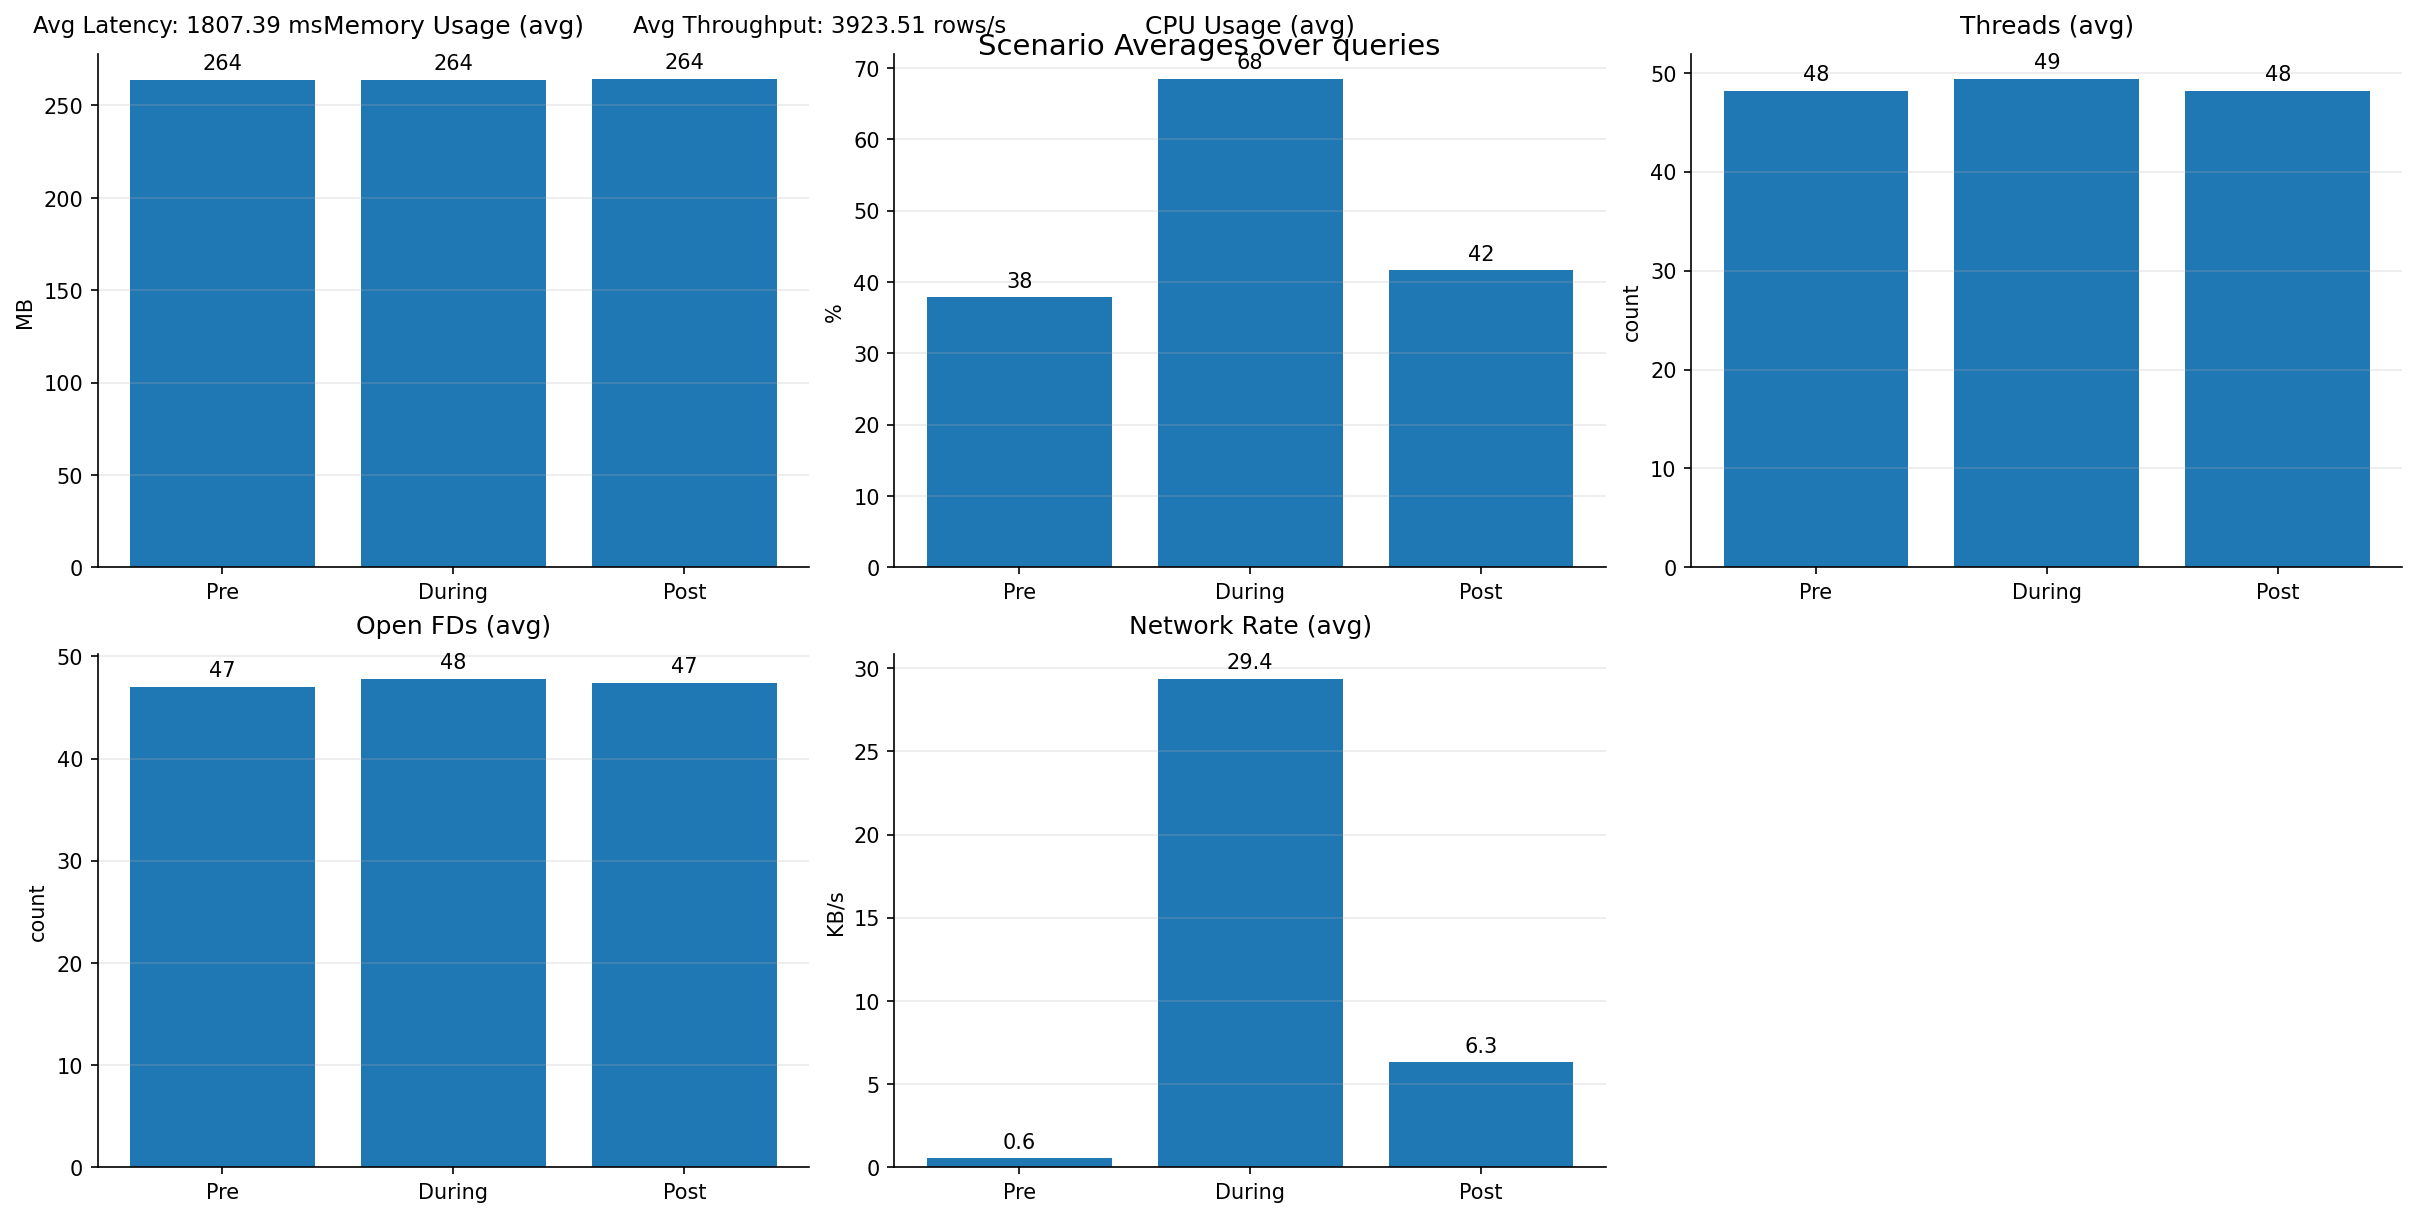 Avg Latency: 1807.39 ms
Avg Throughput: 3923.51 rows/s
Scenario Averages over queries
Memory Usage (avg)
264
264
264
250
200
150
100
50
0
MB
Pre
During
Post
CPU Usage (avg)
38
68
42
70
60
50
40
30
20
10
0
%
Pre
During
Post
Threads (avg)
48
49
48
50
40
30
20
10
0
count
Pre
During
Post
Open FDs (avg)
47
48
47
50
40
30
20
10
0
count
Pre
During
Post
Network Rate (avg)
0.6
29.4
6.3
30
25
20
15
10
5
0
KB/s
Pre
During
Post